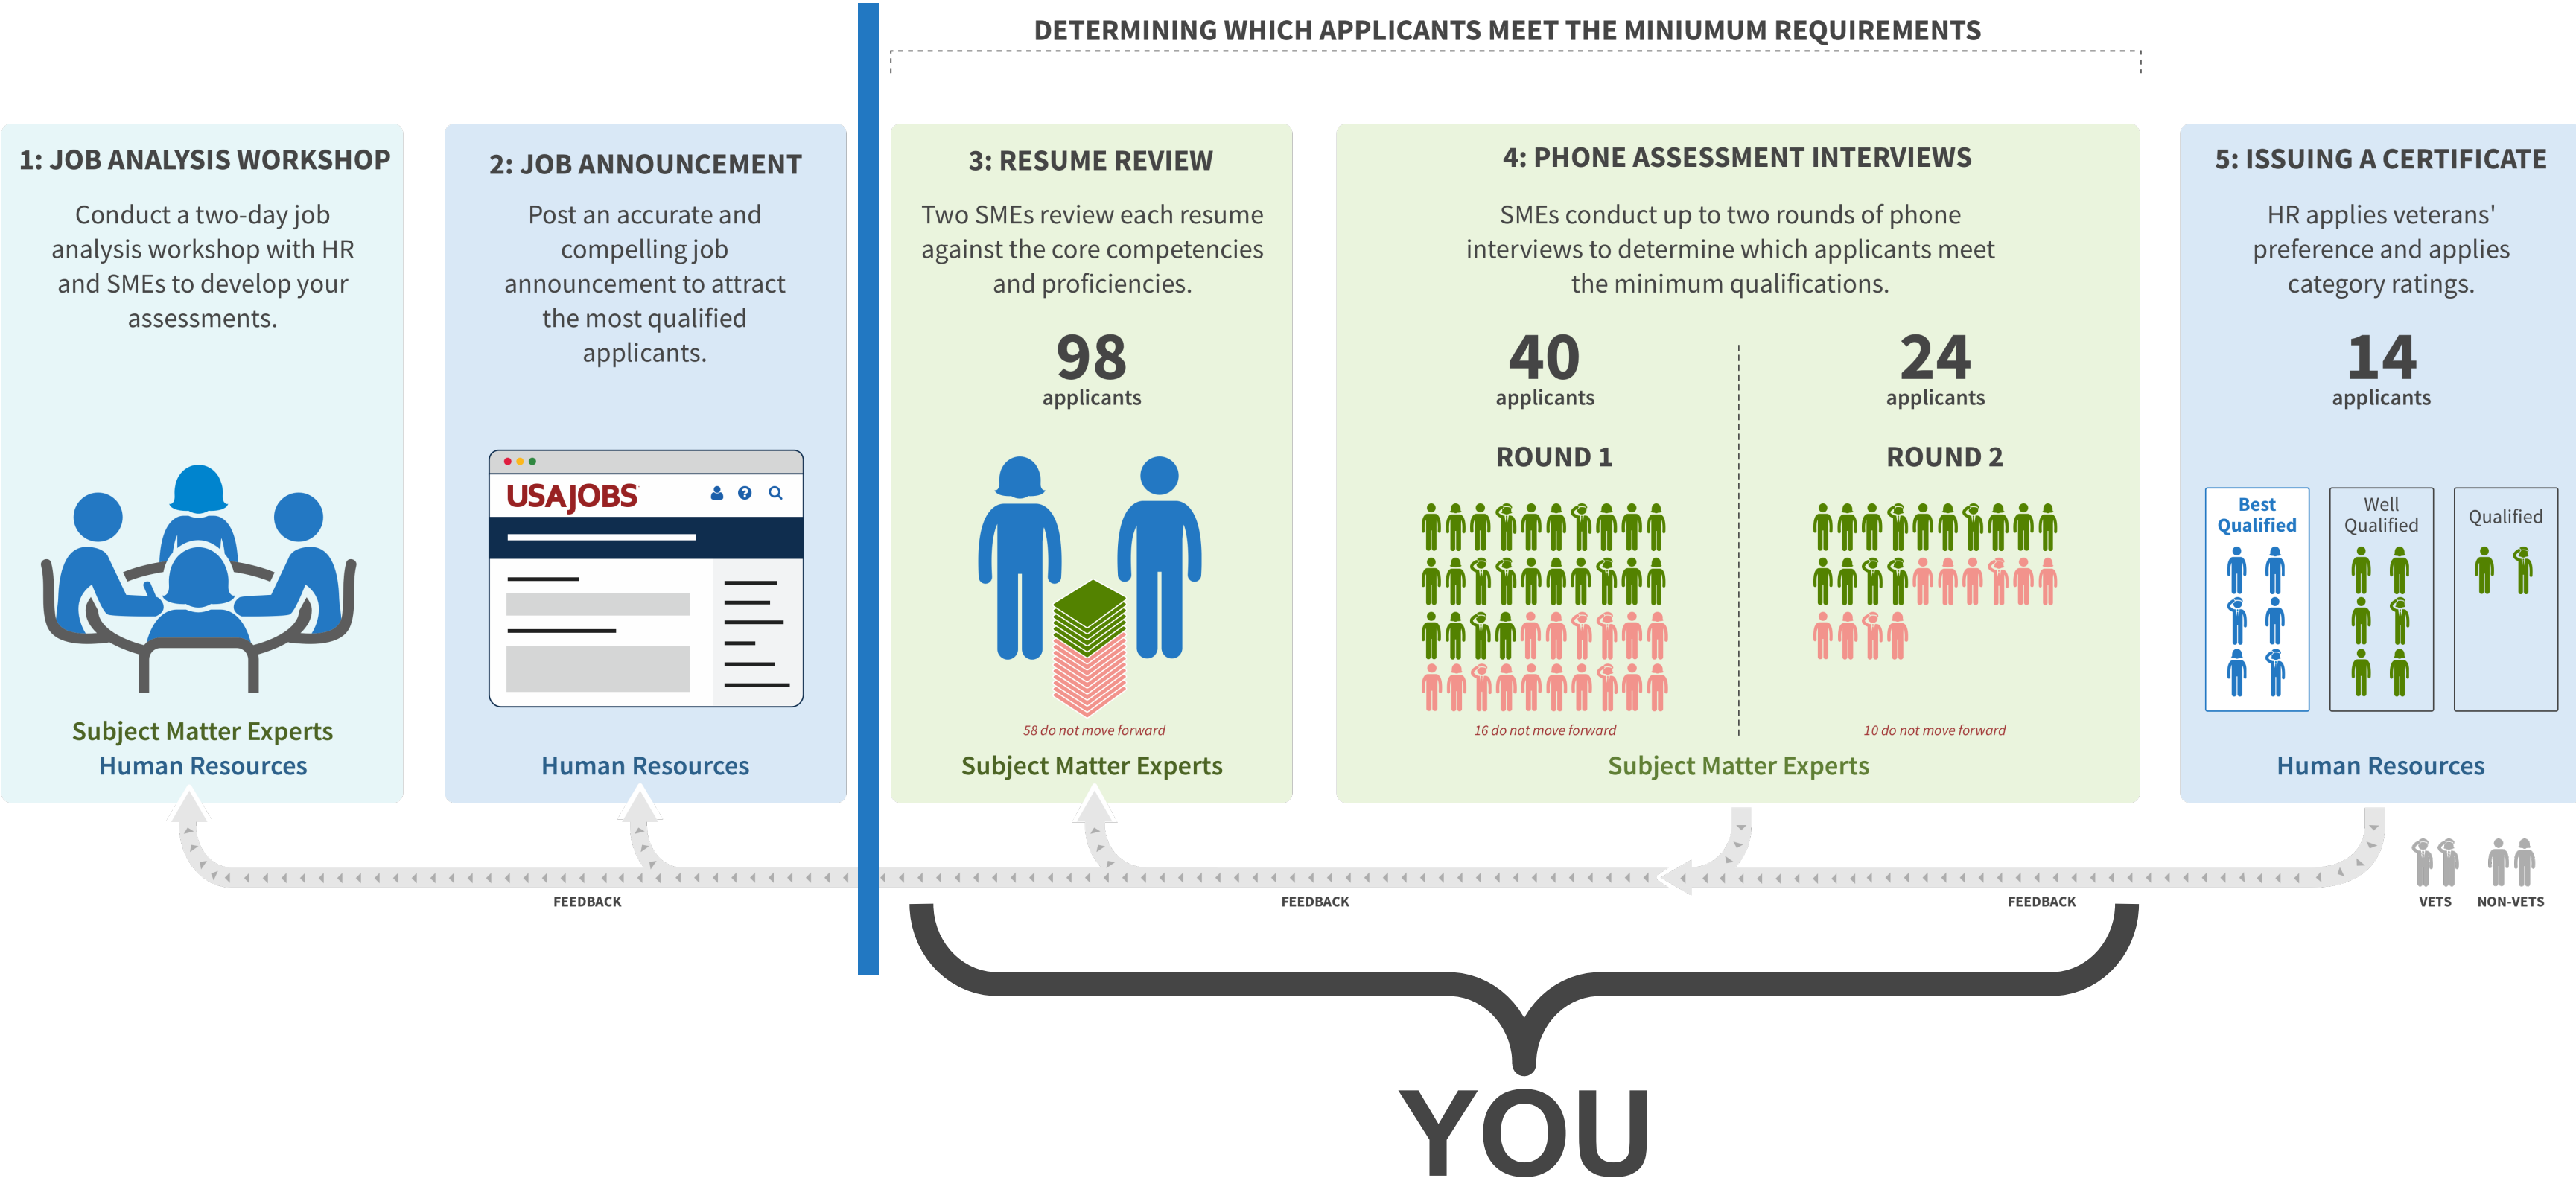 DETERMINING WHICH APPLICANTS MEET THE MINIUMUM REQUIREMENTS
1: JOB ANALYSIS WORKSHOP
Conduct a two-day job
analysis workshop with HR
and SMEs to develop your
assessments.
Subject Matter Experts
Human Resources
2: JOB ANNOUNCEMENT
Post an accurate and
compelling job
announcement to attract
the most qualified
applicants.
USAJOBS
Human Resources
3: RESUME REVIEW
Two SMEs review each resume
against the core competencies
and proficiencies.
98
applicants
58 do not move forward
Subject Matter Experts
4: PHONE ASSESSMENT INTERVIEWS
SMEs conduct up to two rounds of phone
interviews to determine which applicants meet
the minimum qualifications.
40
applicants
ROUND 1
16 do not move forward
24
applicants
ROUND 2
10 do not move forward
Subject Matter Experts
5: ISSUING A CERTIFICATE
HR applies veterans'
preference and applies
category ratings.
14
applicants
Best
Qualified
Well
Qualified
Qualified
Human Resources
FEEDBACK
FEEDBACK
FEEDBACK
VETS
NON-VETS
YOU